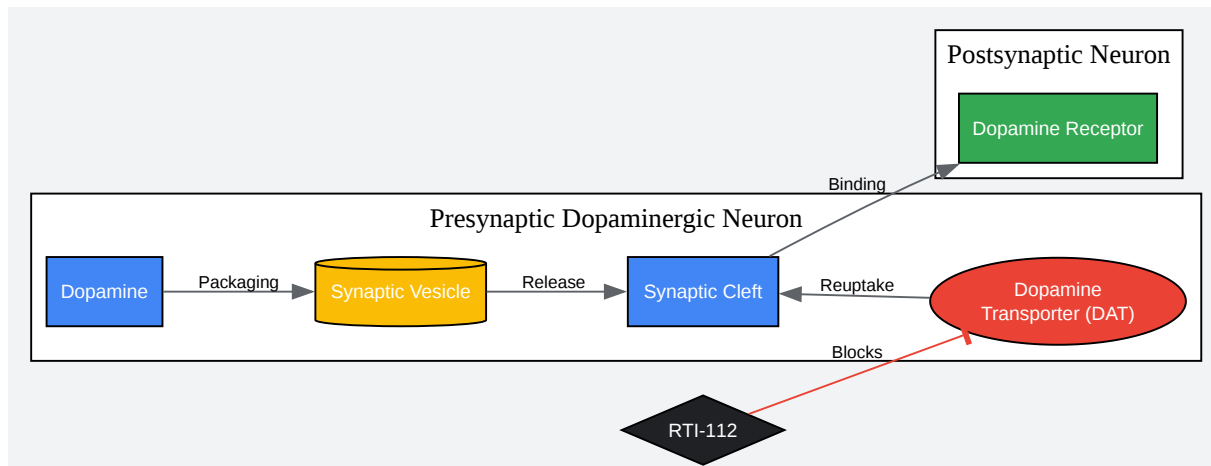 Postsynaptic Neuron
Dopamine Receptor
Binding
Presynaptic Dopaminergic Neuron
Dopamine
Packaging
Synaptic Vesicle
Release
Synaptic Cleft
Reuptake
Dopamine
Transporter (DAT)
Blocks
RTI-112